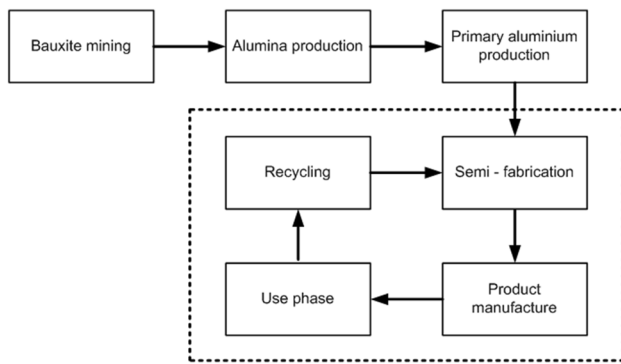 Bauxite mining
Alumina production
Primary aluminium
production
Recycling
Semi - fabrication
Use phase
Product
manufacture